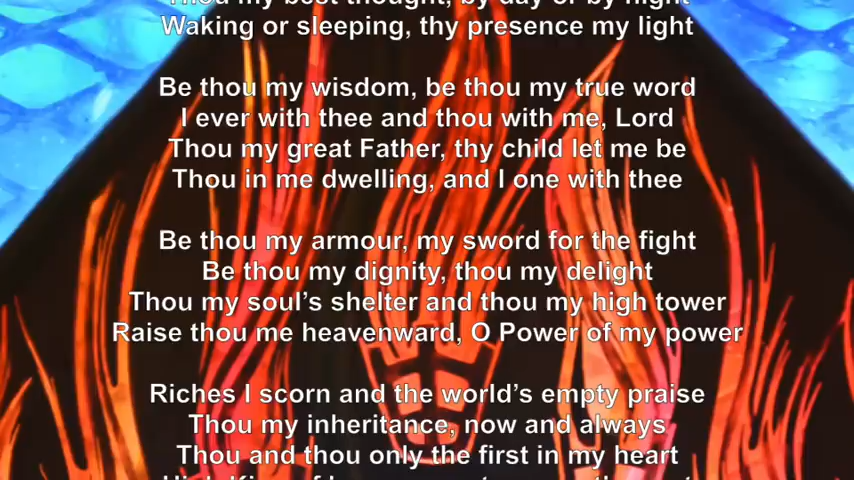 Thou my best thought, by day or by night
Waking or sleeping, thy presence my light
Be thou my wisdom, be thou my true word
I ever with thee and thou with me, Lord
Thou my great Father, thy child let me be
Thou in me dwelling, and I one with thee
Be thou my armour, my sword for the fight
Be thou my dignity, thou my delight
Thou my soul’s shelter and thou my high tower
Raise thou me heavenward, O Power of my power
Riches I scorn and the world’s empty praise
Thou my inheritance, now and always
Thou and thou only the first in my heart